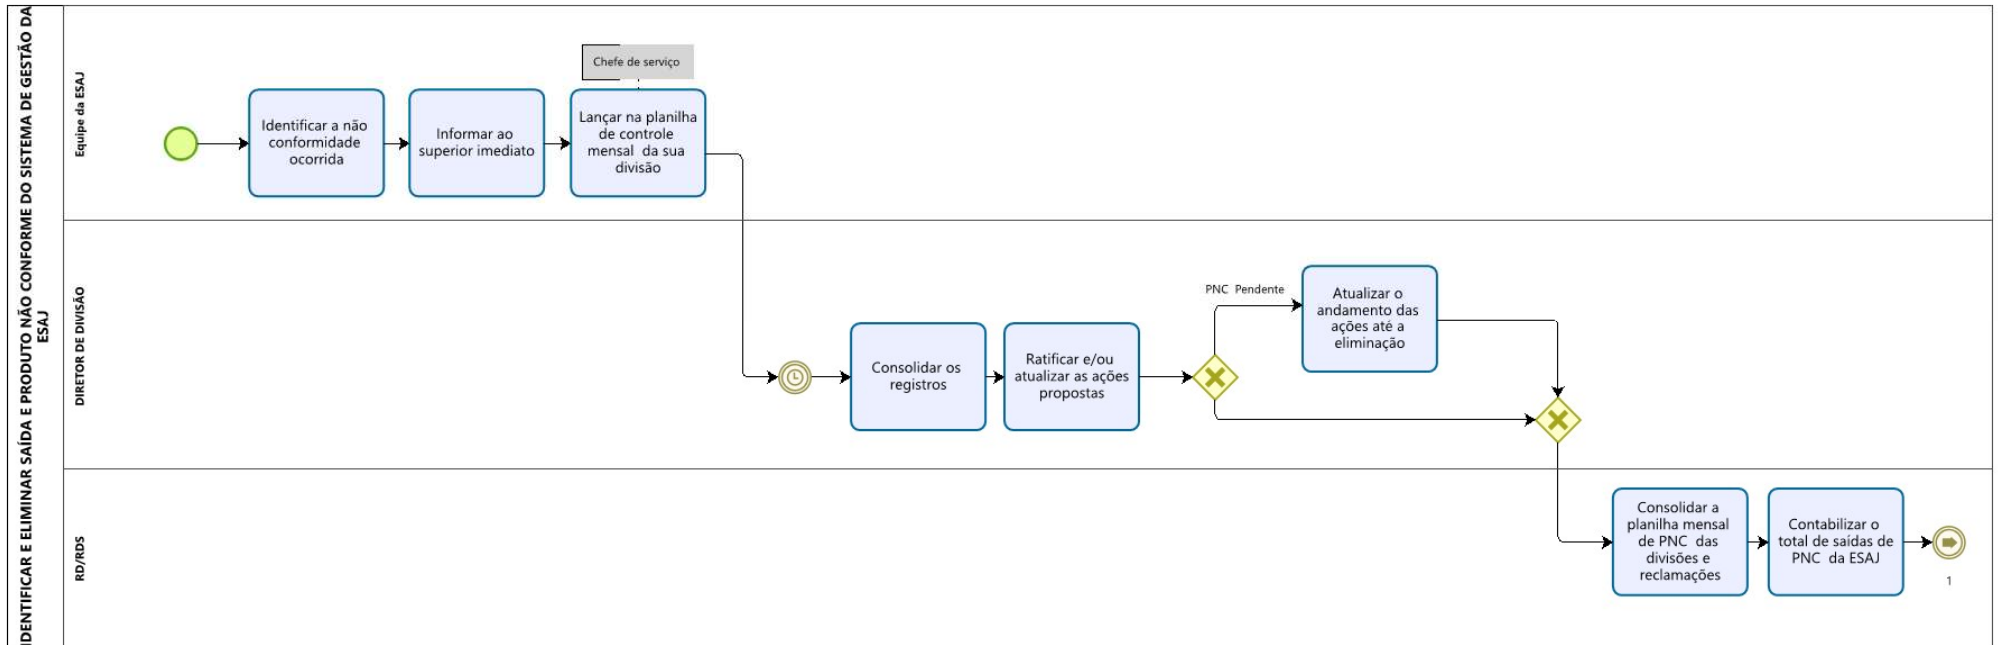 IDENTIFICAR E ELIMINAR SAÍDA E PRODUTO NÃO CONFORME DO SISTEMA DE GESTÃO DA
ESAJ
Equipe da ESAJ
Chefe de serviço
Identificar a não
conformidade
ocorrida
Informar ao
superior imediato
Lançar na planilha
de controle
mensal da sua
divisão
DIRETOR DE DIVISÃO
Consolidar os
registros
Ratificar e/ou
atualizar as ações
propostas
PNC Pendente
Atualizar o
andamento das
ações até a
eliminação
RD/RDS
Consolidar a
planilha mensal
de PNC das
divisões e
reclamações
Contabilizar o
total de saídas de
PNC da ESAJ
1